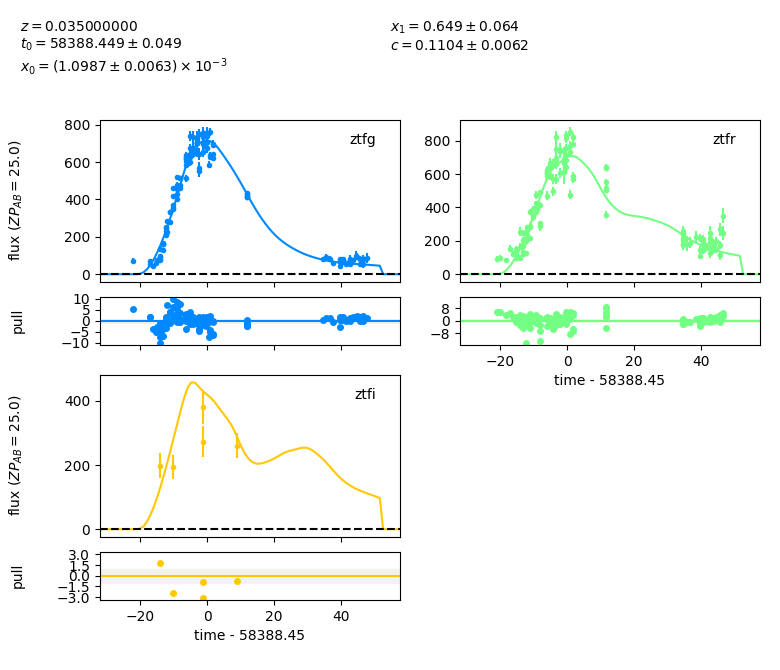 z = 0.035000000
t₀ = 58388.449 ± 0.049
x₀ = (1.0987 ± 0.0063) × 10⁻³
x₁ = 0.649 ± 0.064
c = 0.1104 ± 0.0062
ztfg
flux (ZP_AB = 25.0)
800
600
400
200
0
pull
10
5
0
−5
−10
ztfr
800
600
400
200
0
8
0
−8
−20 0 20 40
time - 58388.45
ztfi
flux (ZP_AB = 25.0)
400
200
0
pull
3.0
1.5
0.0
−1.5
−3.0
−20 0 20 40
time - 58388.45